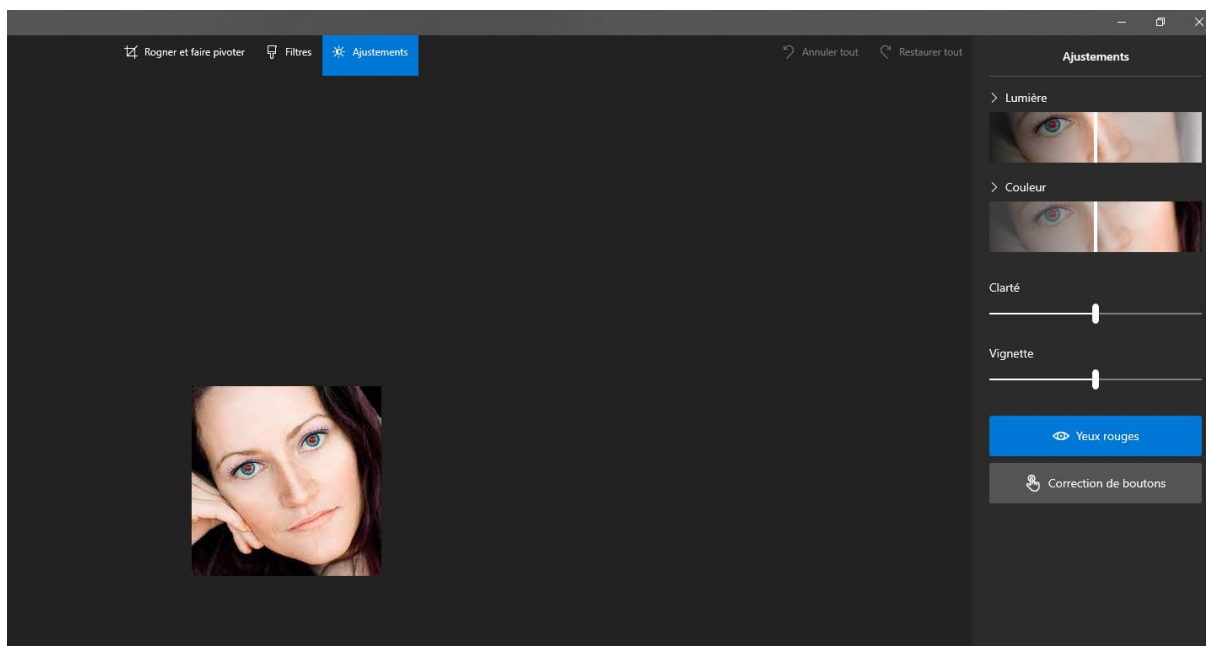 Rogner et faire pivoter
Filtres
Ajustements
Annuler tout
Restaurer tout
Ajustements
Lumière
Couleur
Clarté
Vignette
Yeux rouges
Correction de boutons